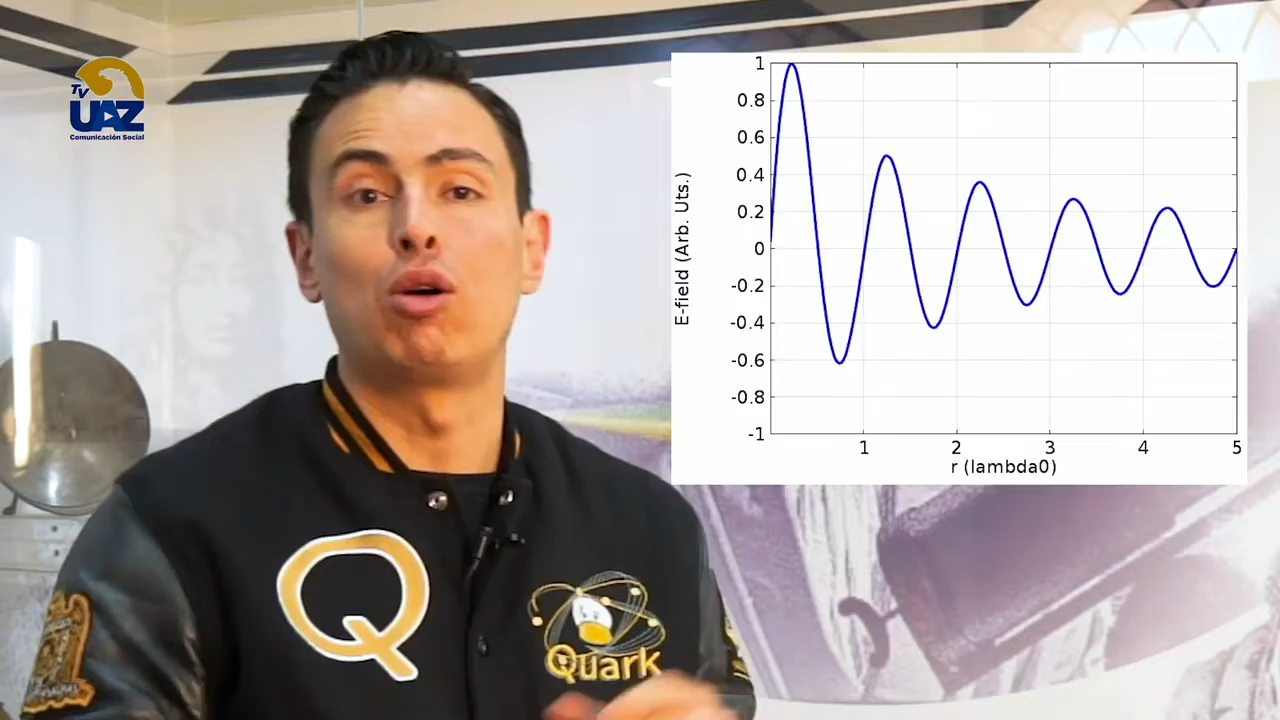 TV
UAZ
Comunicación Social
1
0.8
0.6
0.4
0.2
0
-0.2
-0.4
-0.6
-0.8
-1
E-field (Arb. Uts.)
1 2 3 4 5
r (lambda0)
Q
Quark